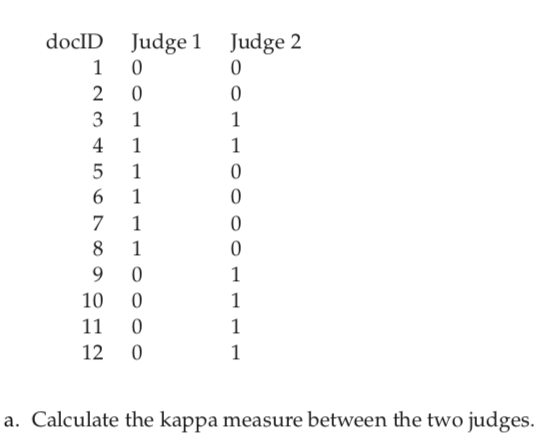 docID Judge 1 Judge 2
1 0 0
2 0 0
3 1 1
4 1 1
5 1 0
6 1 0
7 1 0
8 1 0
9 0 1
10 0 1
11 0 1
12 0 1
a. Calculate the kappa measure between the two judges.